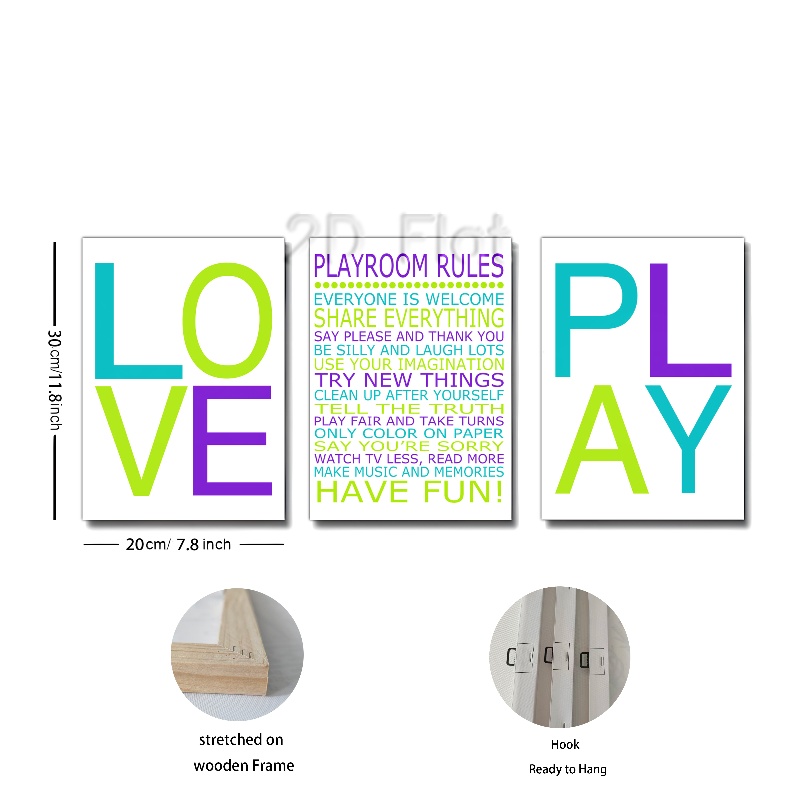 2D Flat
LO
VE
PLAYROOM RULES
EVERYONE IS WELCOME
SHARE EVERYTHING
SAY PLEASE AND THANK YOU
BE SILLY AND LAUGH LOTS
USE YOUR IMAGINATION
TRY NEW THINGS
CLEAN UP AFTER YOURSELF
TELL THE TRUTH
PLAY FAIR AND TAKE TURNS
ONLY COLOR ON PAPER
SAY YOU'RE SORRY
WATCH TV LESS, READ MORE
MAKE MUSIC AND MEMORIES
HAVE FUN!
PL
AY
30cm/11.8inch
20cm/ 7.8 inch
stretched on
wooden Frame
Hook
Ready to Hang